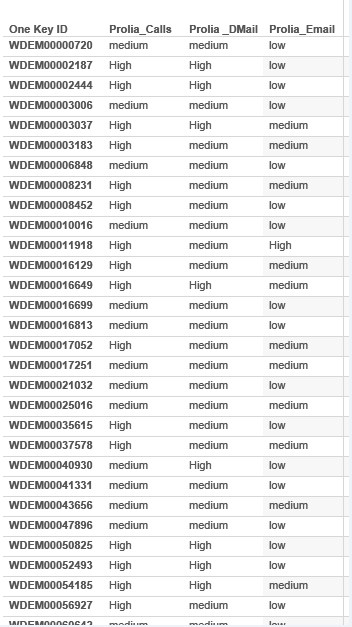 One Key ID Prolia_Calls Prolia _DMail Prolia_Email
WDEM00000720 medium medium low
WDEM00002187 High High low
WDEM00002444 High High low
WDEM00003006 medium medium low
WDEM00003037 High High medium
WDEM00003183 High medium medium
WDEM00006848 medium medium low
WDEM00008231 High medium medium
WDEM00008452 High medium low
WDEM00010016 medium medium low
WDEM00011918 High medium High
WDEM00016129 High medium medium
WDEM00016649 High High medium
WDEM00016699 medium medium low
WDEM00016813 medium medium low
WDEM00017052 High medium medium
WDEM00017251 medium medium medium
WDEM00021032 medium medium low
WDEM00025016 medium medium medium
WDEM00035615 High medium low
WDEM00037578 High medium medium
WDEM00040930 medium High low
WDEM00041331 medium medium low
WDEM00043656 medium medium medium
WDEM00047896 medium medium low
WDEM00050825 High High low
WDEM00052493 High High low
WDEM00054185 High High medium
WDEM00056927 High medium low
medium medium low